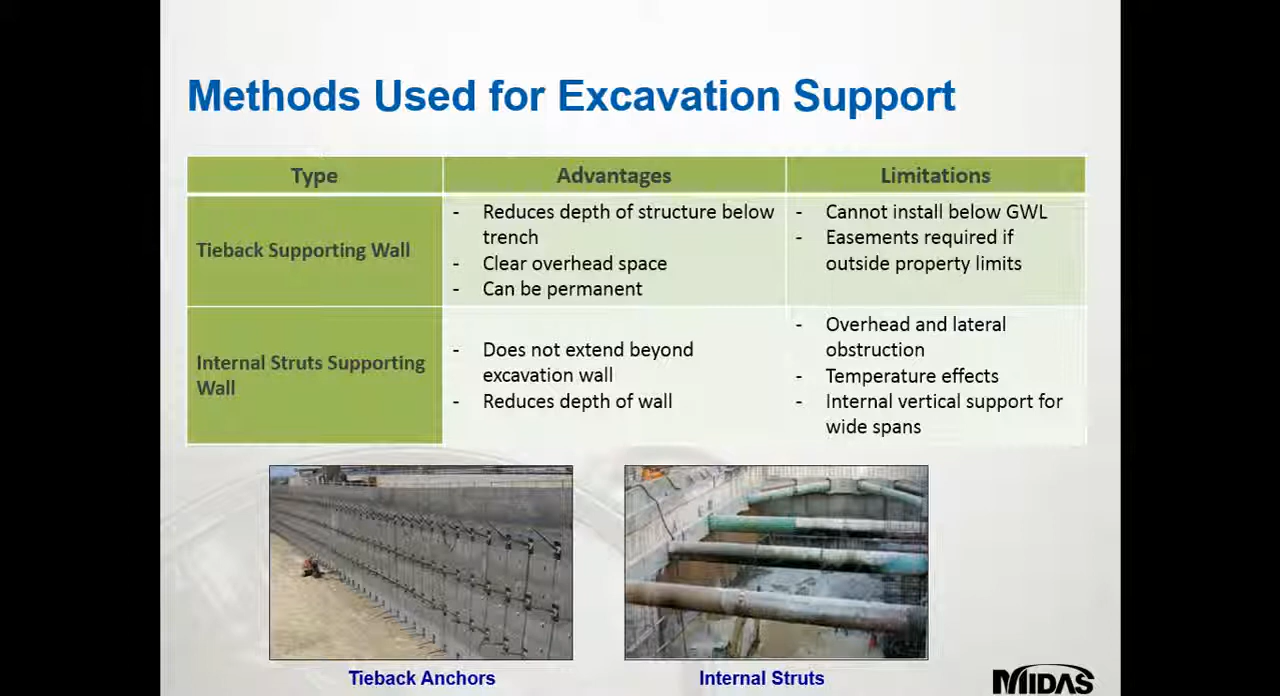 Methods Used for Excavation Support
Type
Advantages
Limitations
Tieback Supporting Wall
- Reduces depth of structure below
trench
- Clear overhead space
- Can be permanent
- Cannot install below GWL
- Easements required if
outside property limits
Internal Struts Supporting
Wall
- Does not extend beyond
excavation wall
- Reduces depth of wall
- Overhead and lateral
obstruction
- Temperature effects
- Internal vertical support for
wide spans
Tieback Anchors
Internal Struts
MIDAS